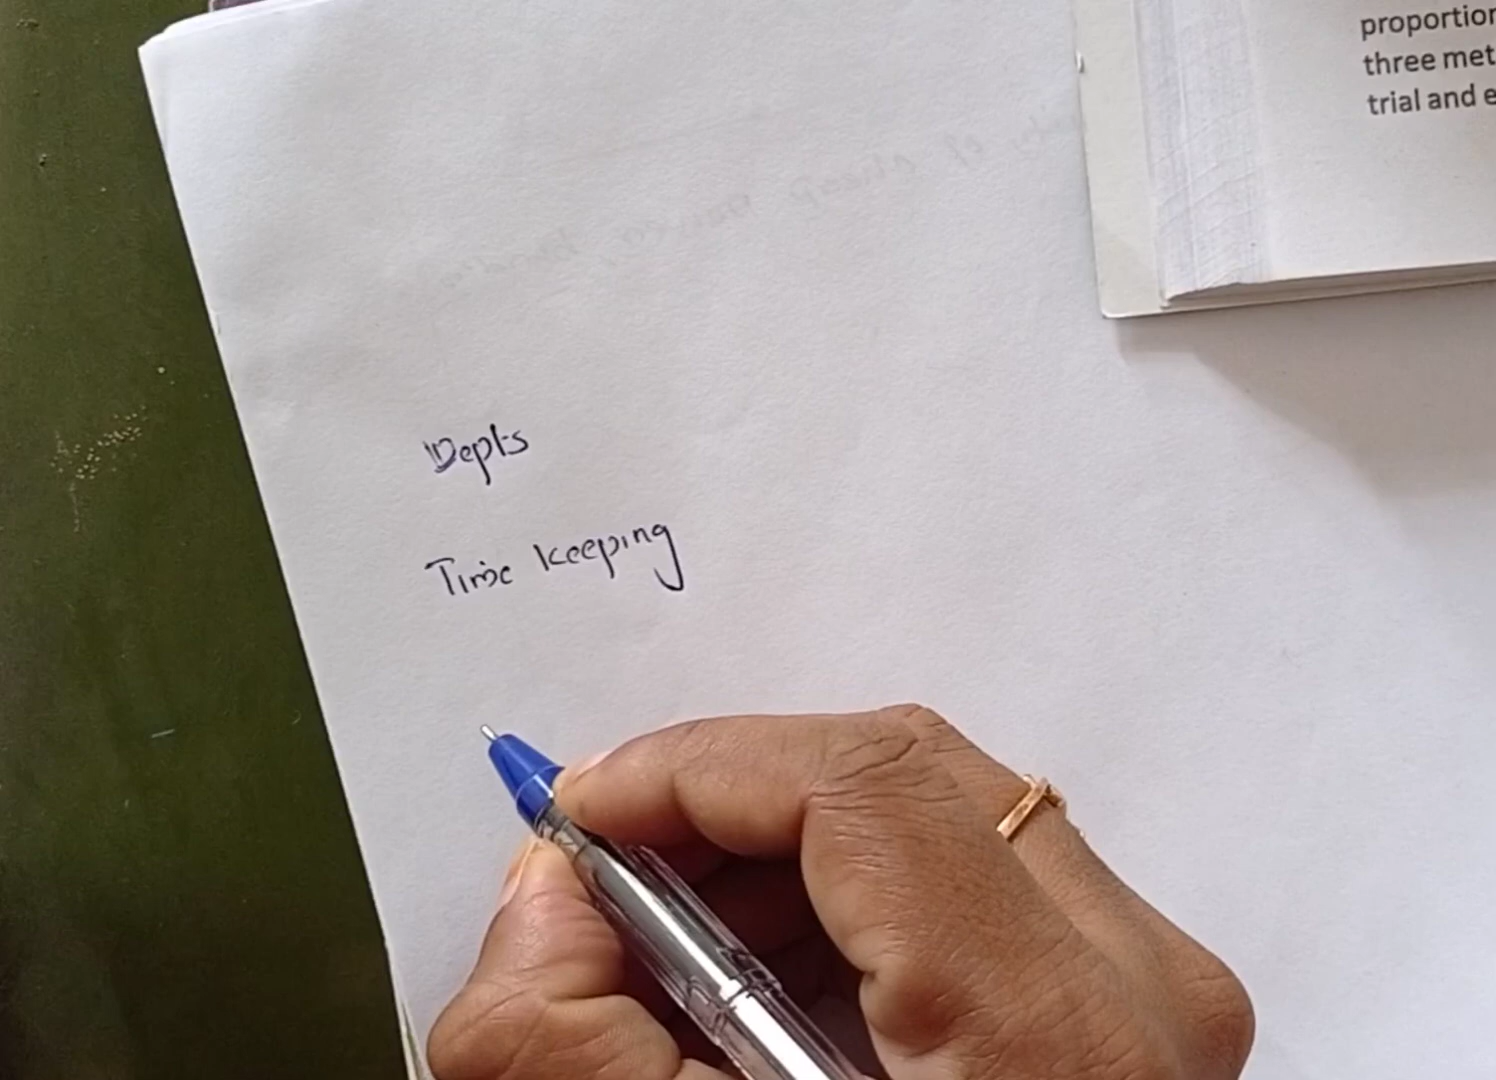 proportion
three met
trial and e
Depts
Time keeping